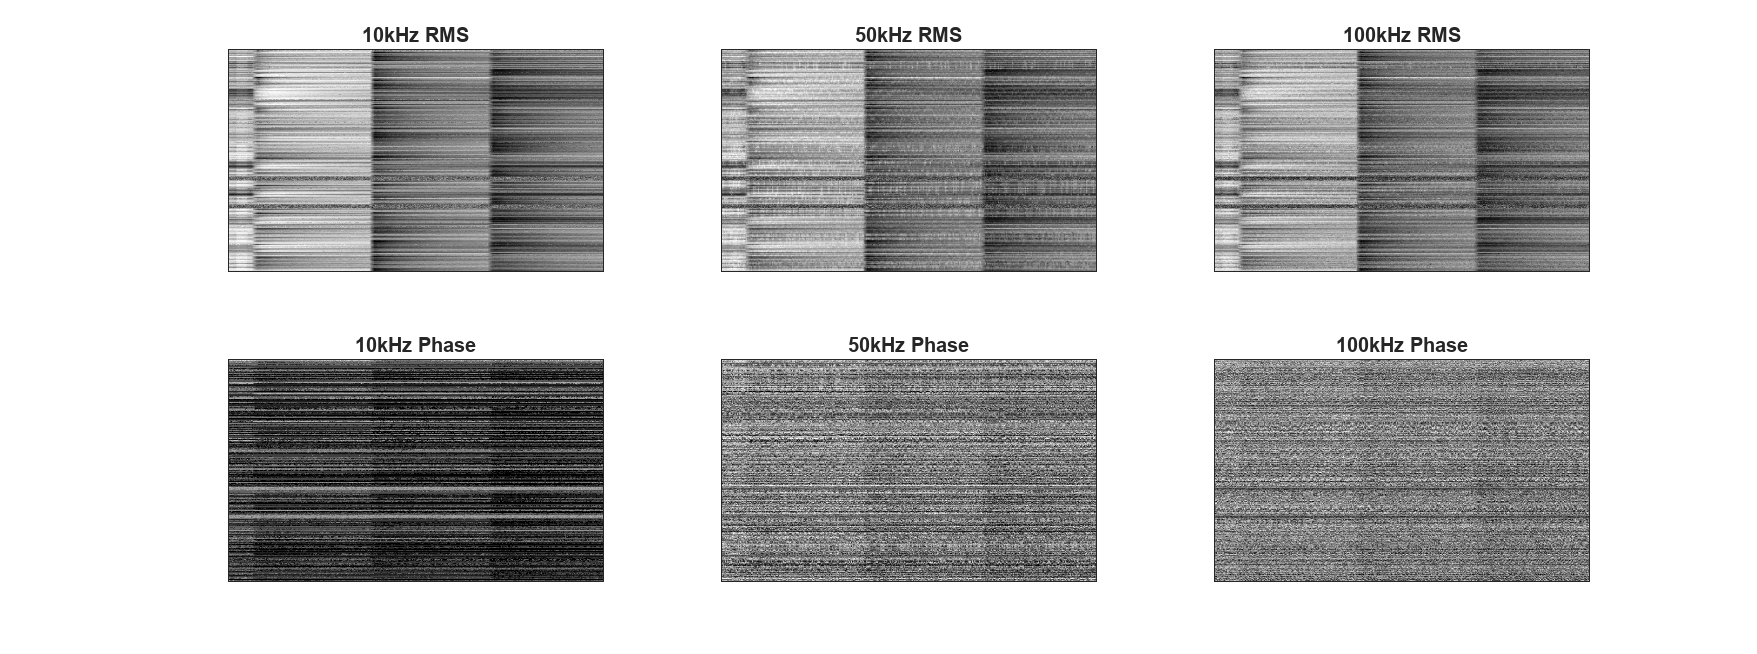 10kHz RMS
50kHz RMS
100kHz RMS
10kHz Phase
50kHz Phase
100kHz Phase